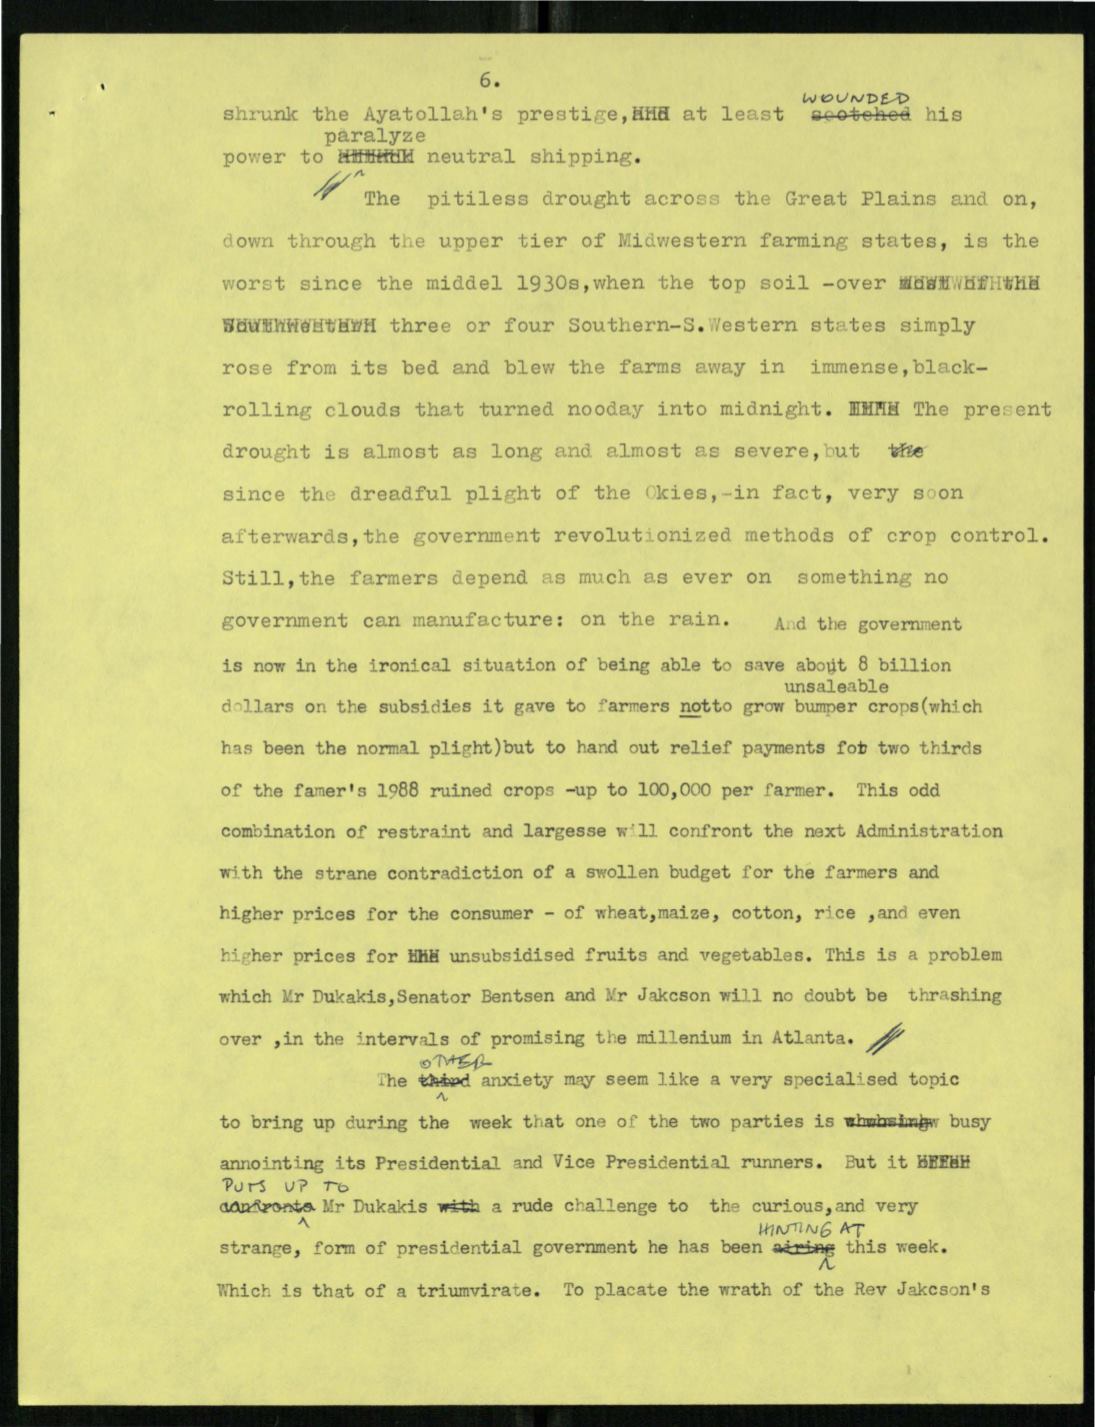 6.
WOUNDED
shrunk the Ayatollah's prestige, at least scotched his
paralyze
power to neutral shipping.
The pitiless drought across the Great Plains and on,
down through the upper tier of Midwestern farming states, is the
worst since the middel 1930s,when the top soil -over
three or four Southern-S.Western states simply
rose from its bed and blew the farms away in immense,black-
rolling clouds that turned nooday into midnight. The present
drought is almost as long and almost as severe,but the
since the dreadful plight of the Okies,-in fact, very soon
afterwards,the government revolutionized methods of crop control.
Still,the farmers depend as much as ever on something no
government can manufacture: on the rain. And the government
is now in the ironical situation of being able to save about 8 billion
unsaleable
dollars on the subsidies it gave to farmers notto grow bumper crops(which
has been the normal plight)but to hand out relief payments for two thirds
of the famer's 1988 ruined crops -up to 100,000 per farmer. This odd
combination of restraint and largesse will confront the next Administration
with the strane contradiction of a swollen budget for the farmers and
higher prices for the consumer - of wheat,maize, cotton, rice ,and even
higher prices for unsubsidised fruits and vegetables. This is a problem
which Mr Dukakis,Senator Bentsen and Mr Jakcson will no doubt be thrashing
over ,in the intervals of promising the millenium in Atlanta.
OTHER
The third anxiety may seem like a very specialised topic
to bring up during the week that one of the two parties is busy
annointing its Presidential and Vice Presidential runners. But it
PUTS UP TO
confronts Mr Dukakis with a rude challenge to the curious,and very
HINTING AT
strange, form of presidential government he has been airing this week.
Which is that of a triumvirate. To placate the wrath of the Rev Jakcson's